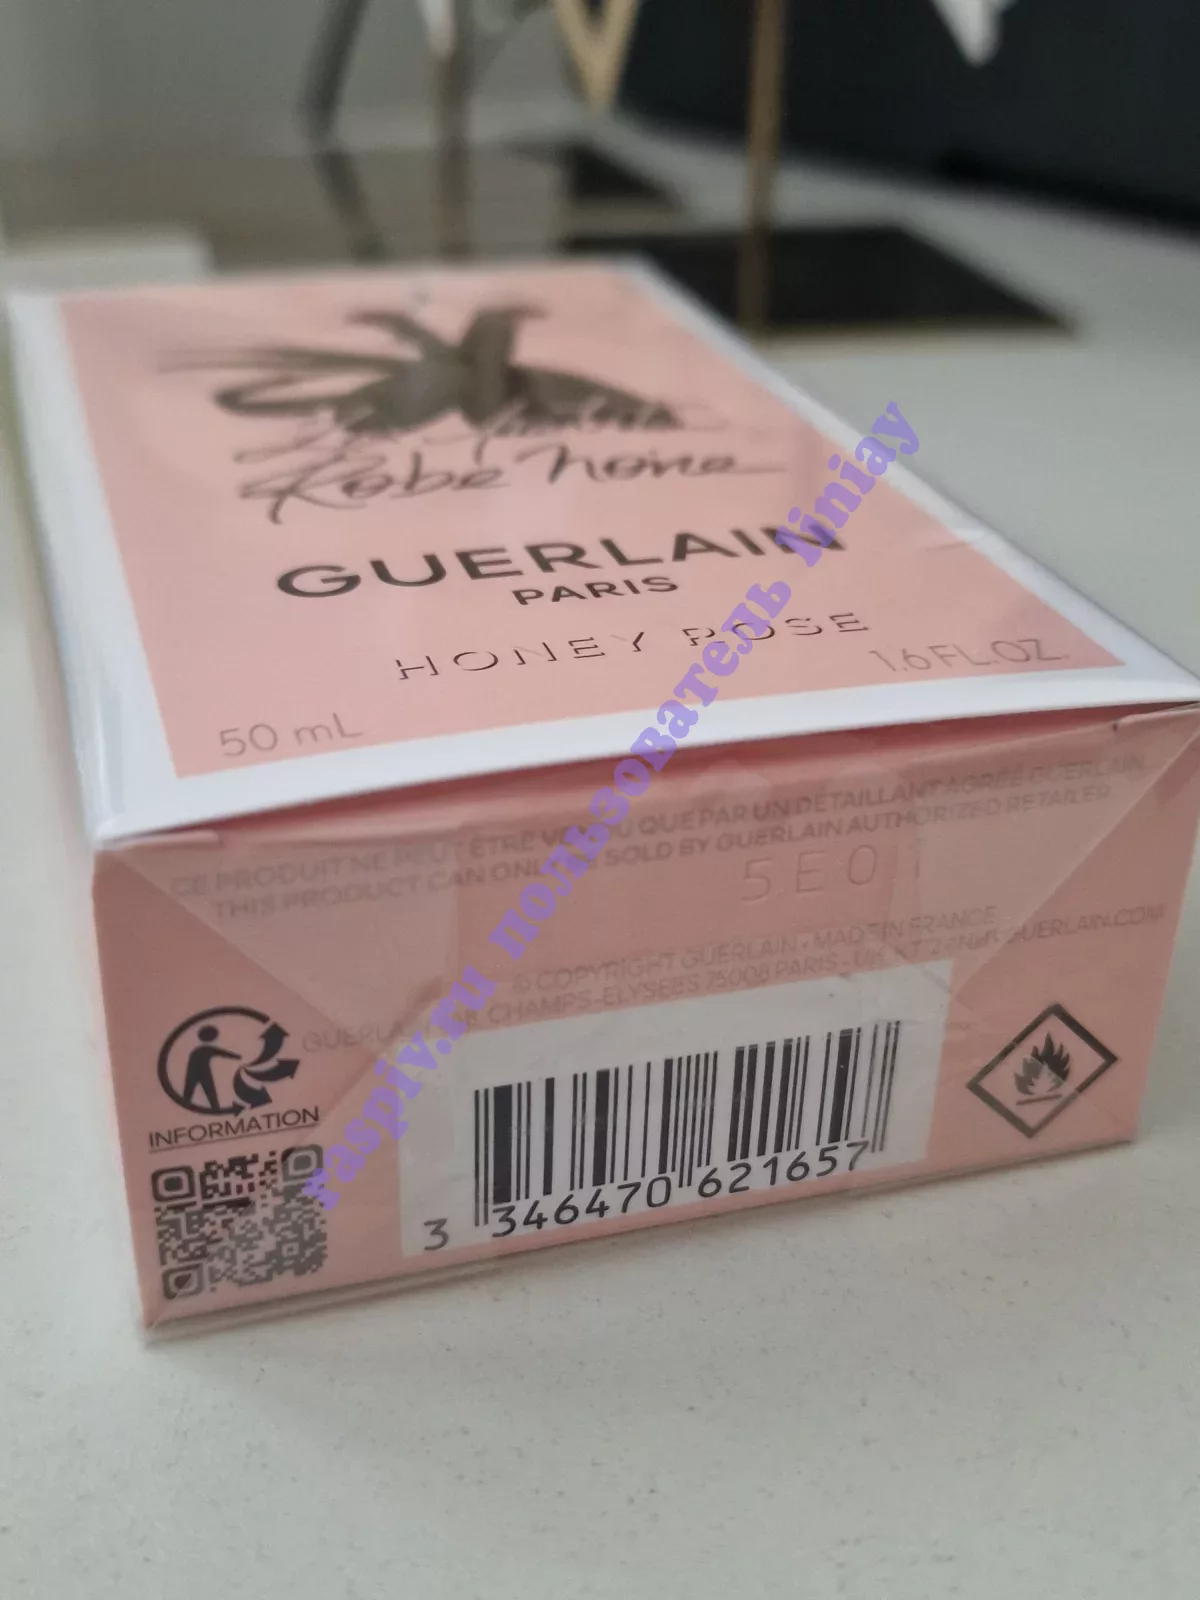 La petite
Robe noire
GUERLAIN
PARIS
HONEY ROSE
50 mL
1.6 FL.OZ.
CE PRODUIT NE PEUT ÊTRE VENDU QUE PAR UN DÉTAILLANT AGRÉÉ GUERLAIN
THIS PRODUCT CAN ONLY BE SOLD BY GUERLAIN AUTHORIZED RETAILER
5E01
© COPYRIGHT GUERLAIN • MADE IN FRANCE
GUERLAIN 68 CHAMPS-ELYSEES 75008 PARIS - GUERLAIN.COM
INFORMATION
3 346470 621657
raspiv.ru пользователь liniay